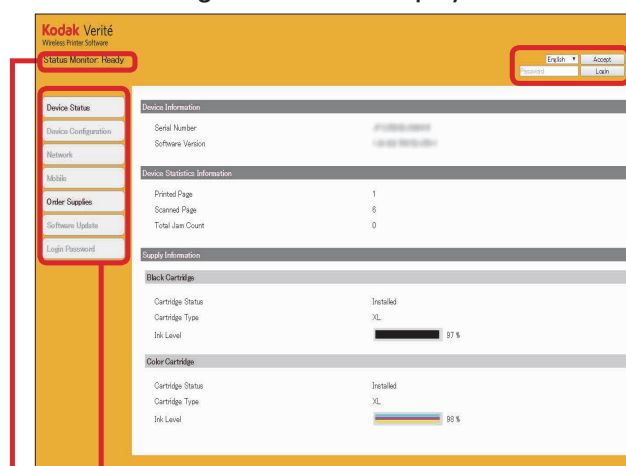 Kodak Verité
Wireless Printer Software
Status Monitor: Ready
English Accept
Password Login
Device Status
Device Configuration
Network
Mobile
Order Supplies
Software Update
Login Password
Device Information
Serial Number
Software Version
Device Statistics Information
Printed Page 1
Scanned Page 6
Total Jam Count 0
Supply Information
Black Cartridge
Cartridge Status Installed
Cartridge Type XL
Ink Level 97 %
Color Cartridge
Cartridge Status Installed
Cartridge Type XL
Ink Level 98 %